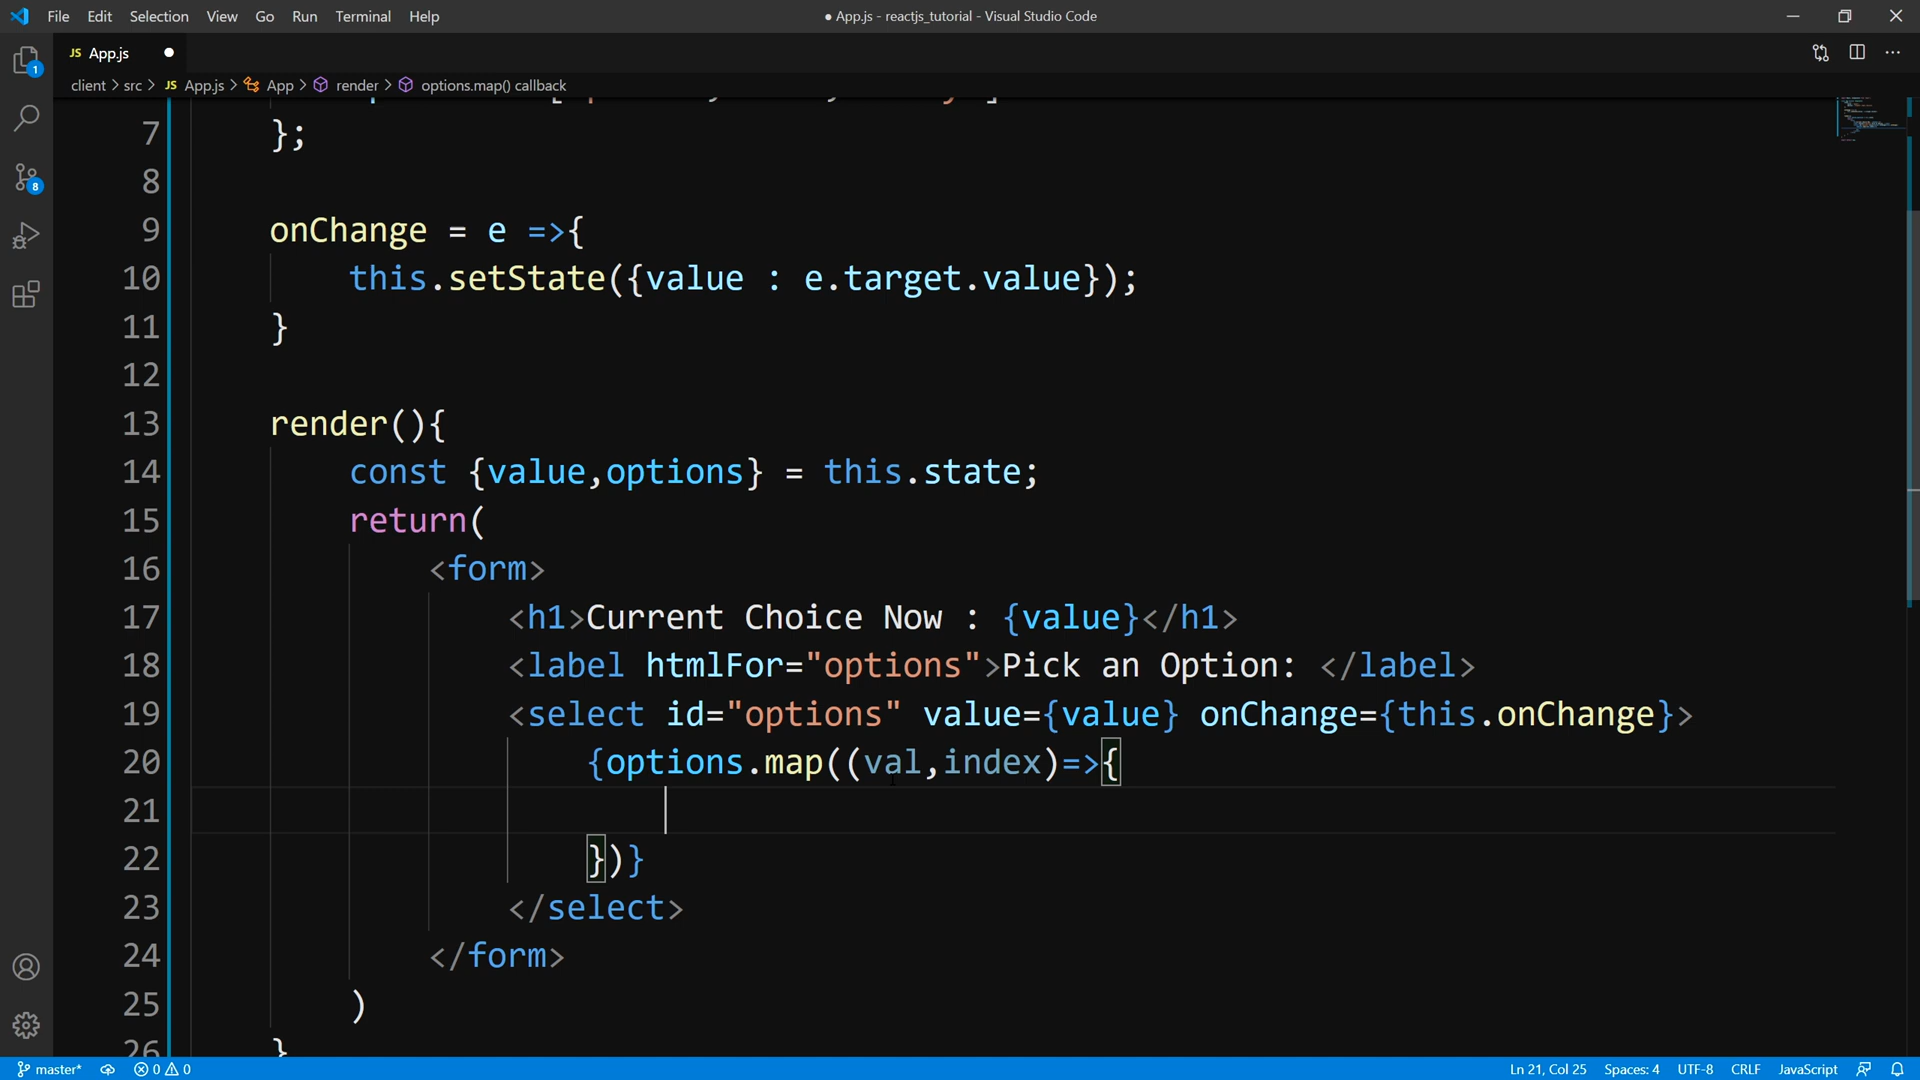 File Edit Selection View Go Run Terminal Help
● App.js - reactjs_tutorial - Visual Studio Code
JS App.js ●
client > src > JS App.js > App > render > options.map() callback
7 };
8
9 onChange = e =>{
10 this.setState({value : e.target.value});
11 }
12
13 render(){
14 const {value,options} = this.state;
15 return(
16 <form>
17 <h1>Current Choice Now : {value}</h1>
18 <label htmlFor="options">Pick an Option: </label>
19 <select id="options" value={value} onChange={this.onChange}>
20 {options.map((val,index)=>{
21
22 })}
23 </select>
24 </form>
25 )
26 }
1
8
master* 0 0 Ln 21, Col 25 Spaces: 4 UTF-8 CRLF JavaScript